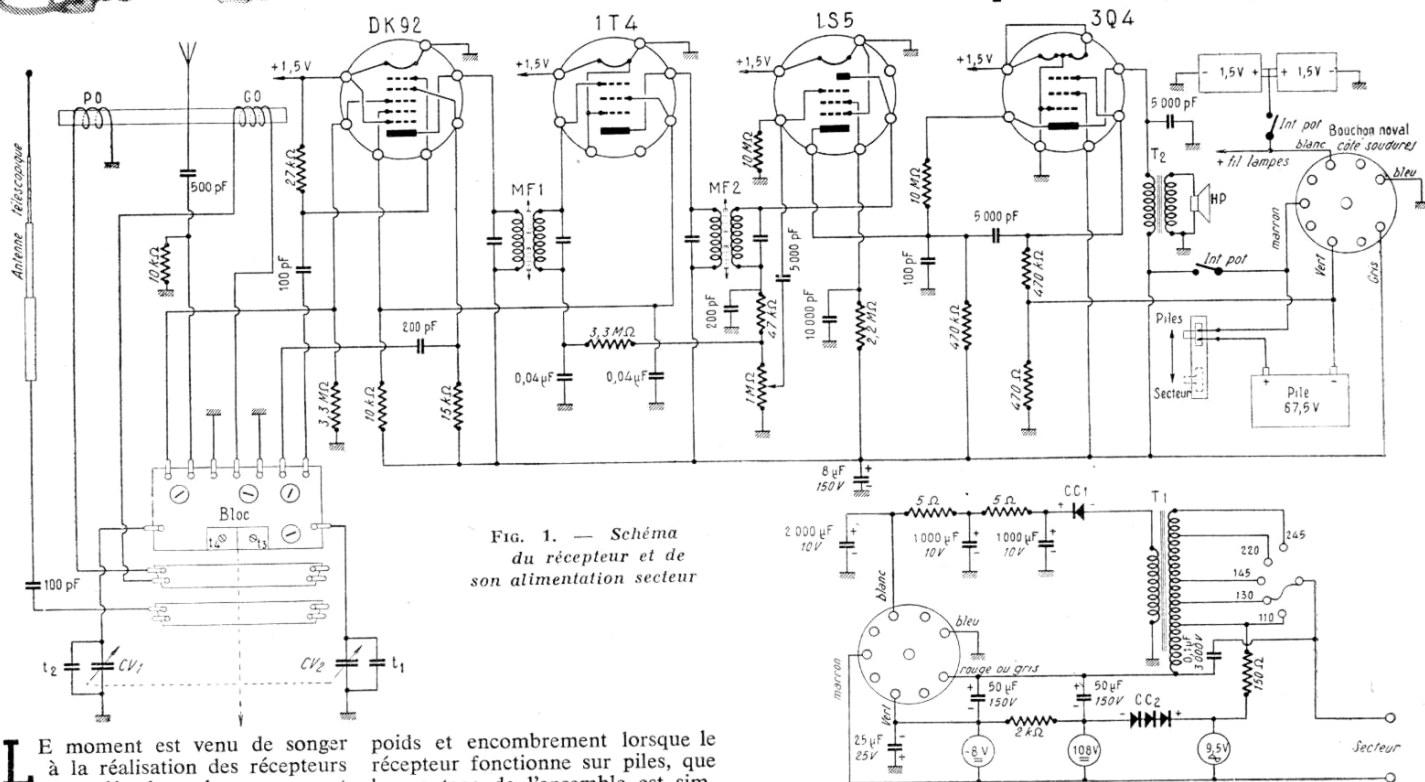 DK92
1T4
1S5
3Q4
+1,5V
+1,5V
+1,5V
+1,5V
- 1,5V +
+ 1,5V -
Int pot
Bouchon noval
côté soudures
blanc
+ fil lampes
bleu
marron
Vert
Gris
PO
GO
Antenne télescopique
500 pF
10 kΩ
27 kΩ
100 pF
MF1
MF2
10 MΩ
10 MΩ
5 000 pF
T2
HP
Int pot
5 000 pF
5 000 pF
100 pF
470 kΩ
470 kΩ
200 pF
47 kΩ
10 000 pF
2,2 MΩ
200 pF
3,3 MΩ
0,04µF
0,04µF
1 MΩ
3,3 MΩ
10 kΩ
15 kΩ
470 Ω
Piles
Secteur
+ -
Pile
67,5 V
8 µF
150V
Bloc
t4
t3
100 pF
t2
CV1
CV2
t1
FIG. 1. — Schéma
du récepteur et de
son alimentation secteur
2 000 µF
10V
5 Ω
5 Ω
1 000 µF
10V
1 000 µF
10V
CC1
T1
245
220
145
130
110
0,1µF
3 000V
150Ω
blanc
bleu
rouge ou gris
marron
Vert
50 µF
150V
50 µF
150V
2 kΩ
CC2
25 µF
25V
-8 V
108V
9,5V
Secteur
LE moment est venu de songer
à la réalisation des récepteurs
poids et encombrement lorsque le
récepteur fonctionne sur piles, que